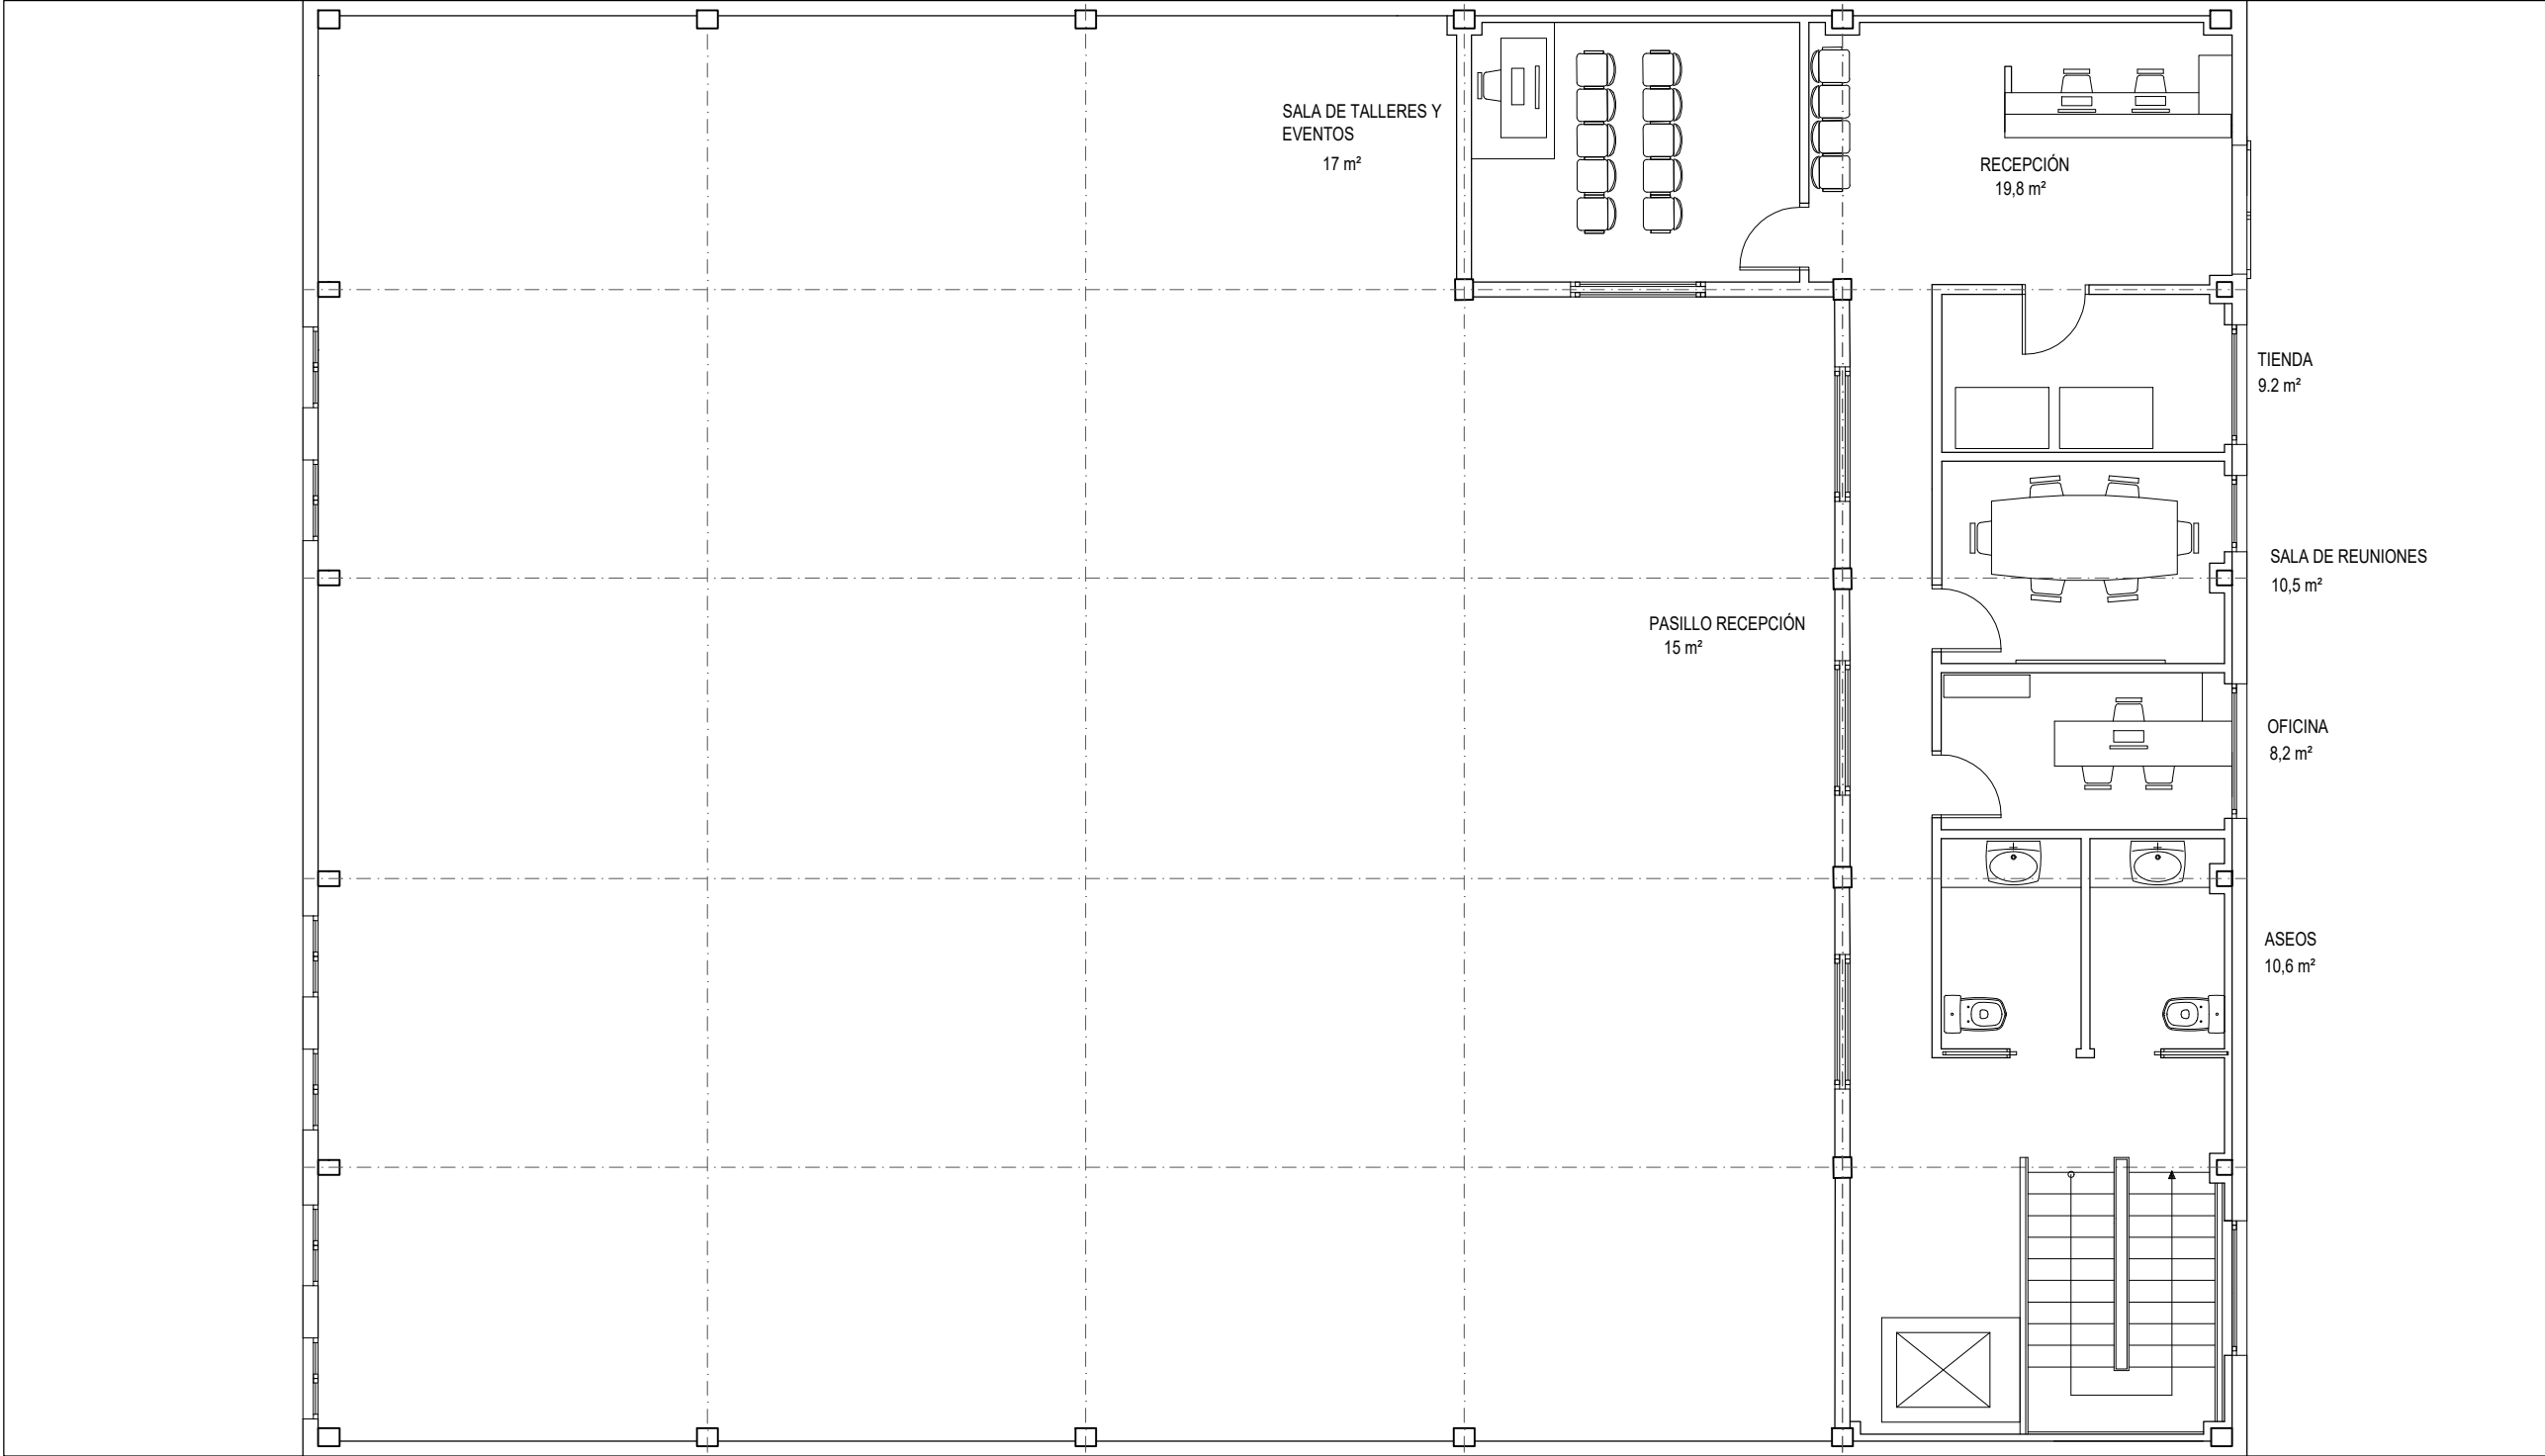 SALA DE TALLERES Y
EVENTOS
17 m²
RECEPCIÓN
19,8 m²
TIENDA
9.2 m²
SALA DE REUNIONES
10,5 m²
PASILLO RECEPCIÓN
15 m²
OFICINA
8,2 m²
ASEOS
10,6 m²